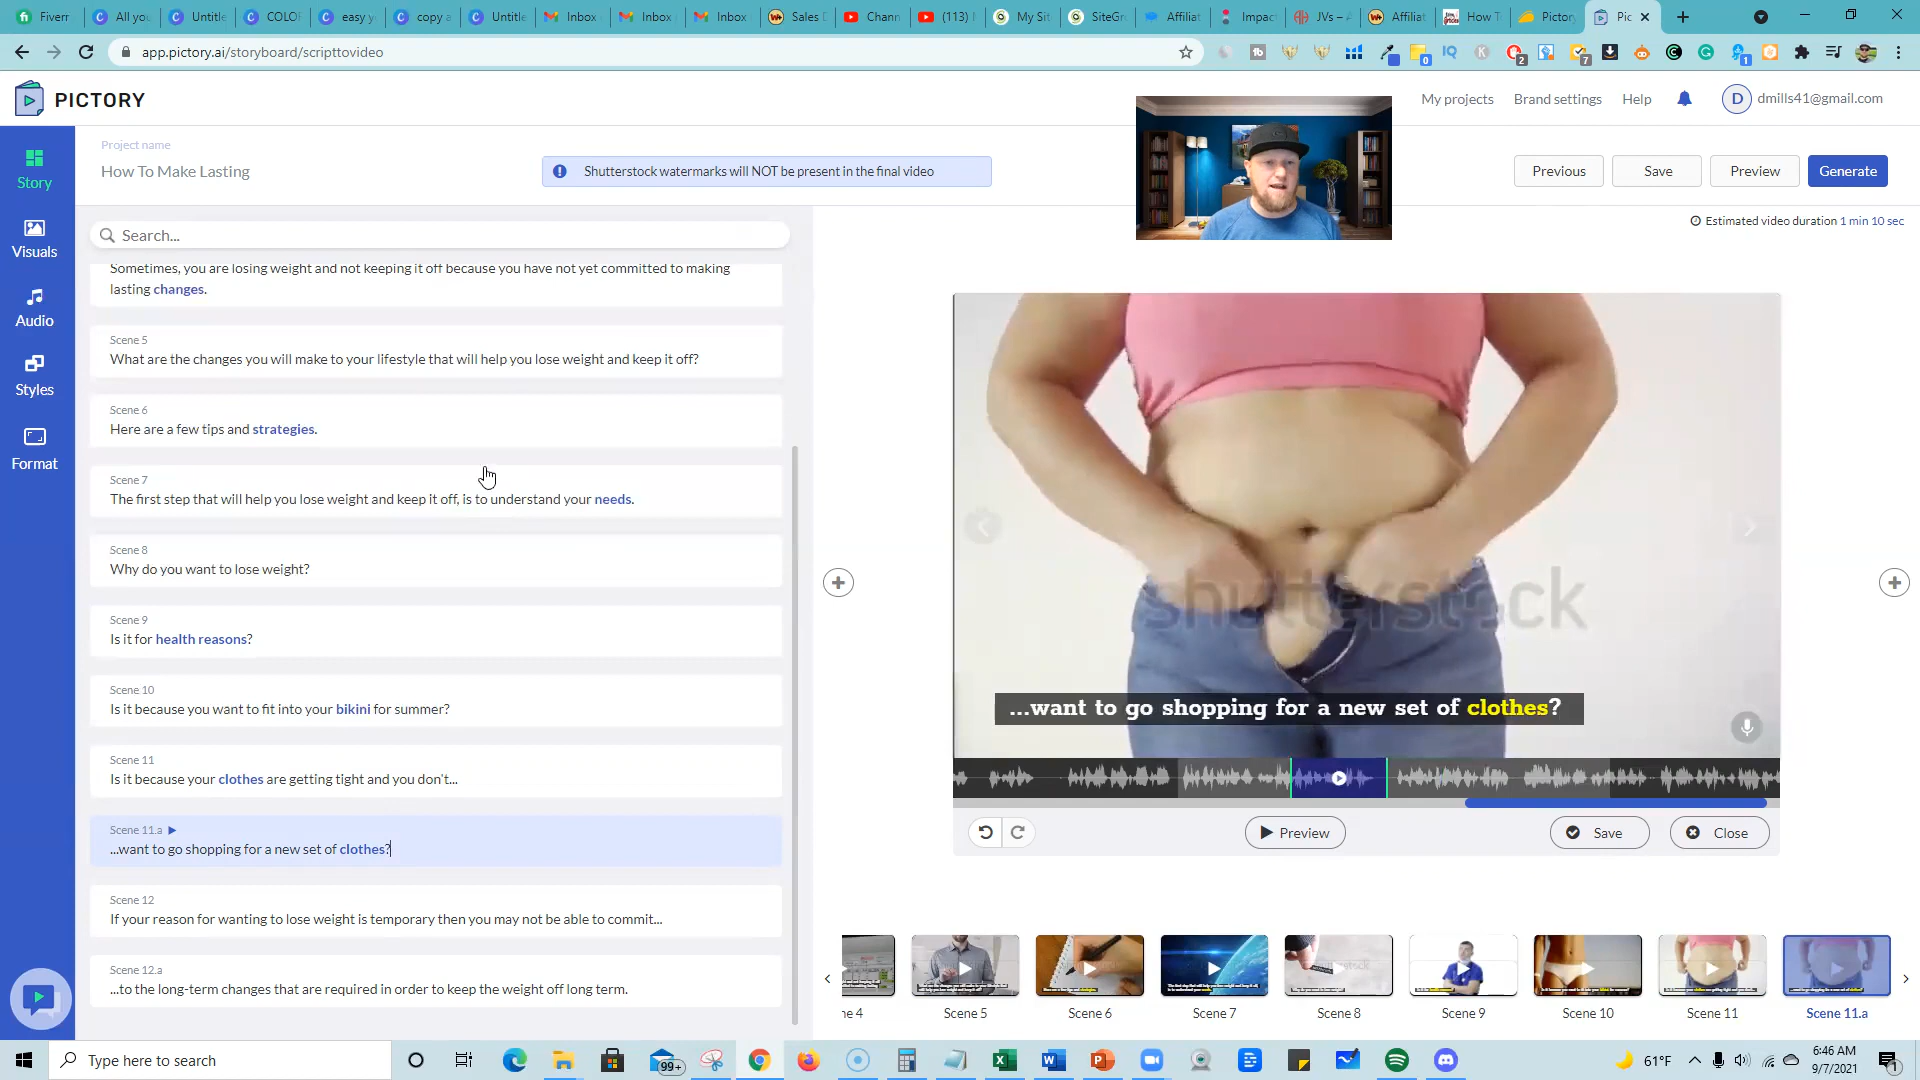 Fiverr
All you
Untitle
COLOR
easy y
copy a
Untitle
Inbox
Inbox
Inbox
Sales D
Chann
(113)
My Sit
SiteGr
Affiliat
Impac
JVs –
Affiliat
How T
Pictory
Pic
app.pictory.ai/storyboard/scripttovideo
PICTORY
My projects
Brand settings
Help
D
dmills41@gmail.com
Project name
How To Make Lasting
Shutterstock watermarks will NOT be present in the final video
Previous
Save
Preview
Generate
Estimated video duration 1 min 10 sec
Story
Visuals
Audio
Styles
Format
Search...
Sometimes, you are losing weight and not keeping it off because you have not yet committed to making
lasting changes.
Scene 5
What are the changes you will make to your lifestyle that will help you lose weight and keep it off?
Scene 6
Here are a few tips and strategies.
Scene 7
The first step that will help you lose weight and keep it off, is to understand your needs.
Scene 8
Why do you want to lose weight?
Scene 9
Is it for health reasons?
Scene 10
Is it because you want to fit into your bikini for summer?
Scene 11
Is it because your clothes are getting tight and you don't...
Scene 11.a
...want to go shopping for a new set of clothes?
Scene 12
If your reason for wanting to lose weight is temporary then you may not be able to commit...
Scene 12.a
...to the long-term changes that are required in order to keep the weight off long term.
shutterstock
...want to go shopping for a new set of clothes?
Preview
Save
Close
ne 4
Scene 5
Scene 6
Scene 7
Scene 8
Scene 9
Scene 10
Scene 11
Scene 11.a
Type here to search
99+
61°F
6:46 AM
9/7/2021